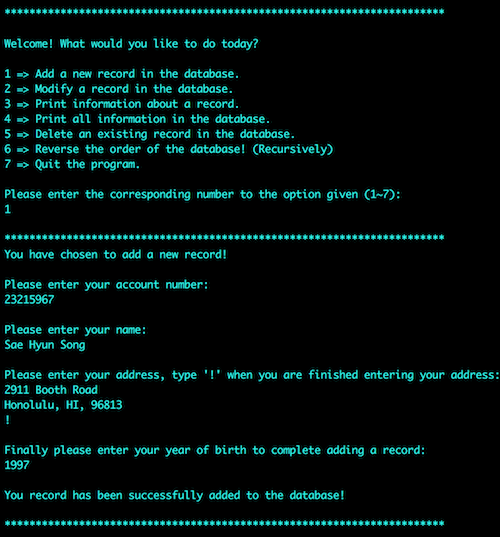 **********************************************************************
Welcome! What would you like to do today?
1 => Add a new record in the database.
2 => Modify a record in the database.
3 => Print information about a record.
4 => Print all information in the database.
5 => Delete an existing record in the database.
6 => Reverse the order of the database! (Recursively)
7 => Quit the program.
Please enter the corresponding number to the option given (1~7):
1
**********************************************************************
You have chosen to add a new record!
Please enter your account number:
23215967
Please enter your name:
Sae Hyun Song
Please enter your address, type '!' when you are finished entering your address:
2911 Booth Road
Honolulu, HI, 96813
!
Finally please enter your year of birth to complete adding a record:
1997
You record has been successfully added to the database!
**********************************************************************